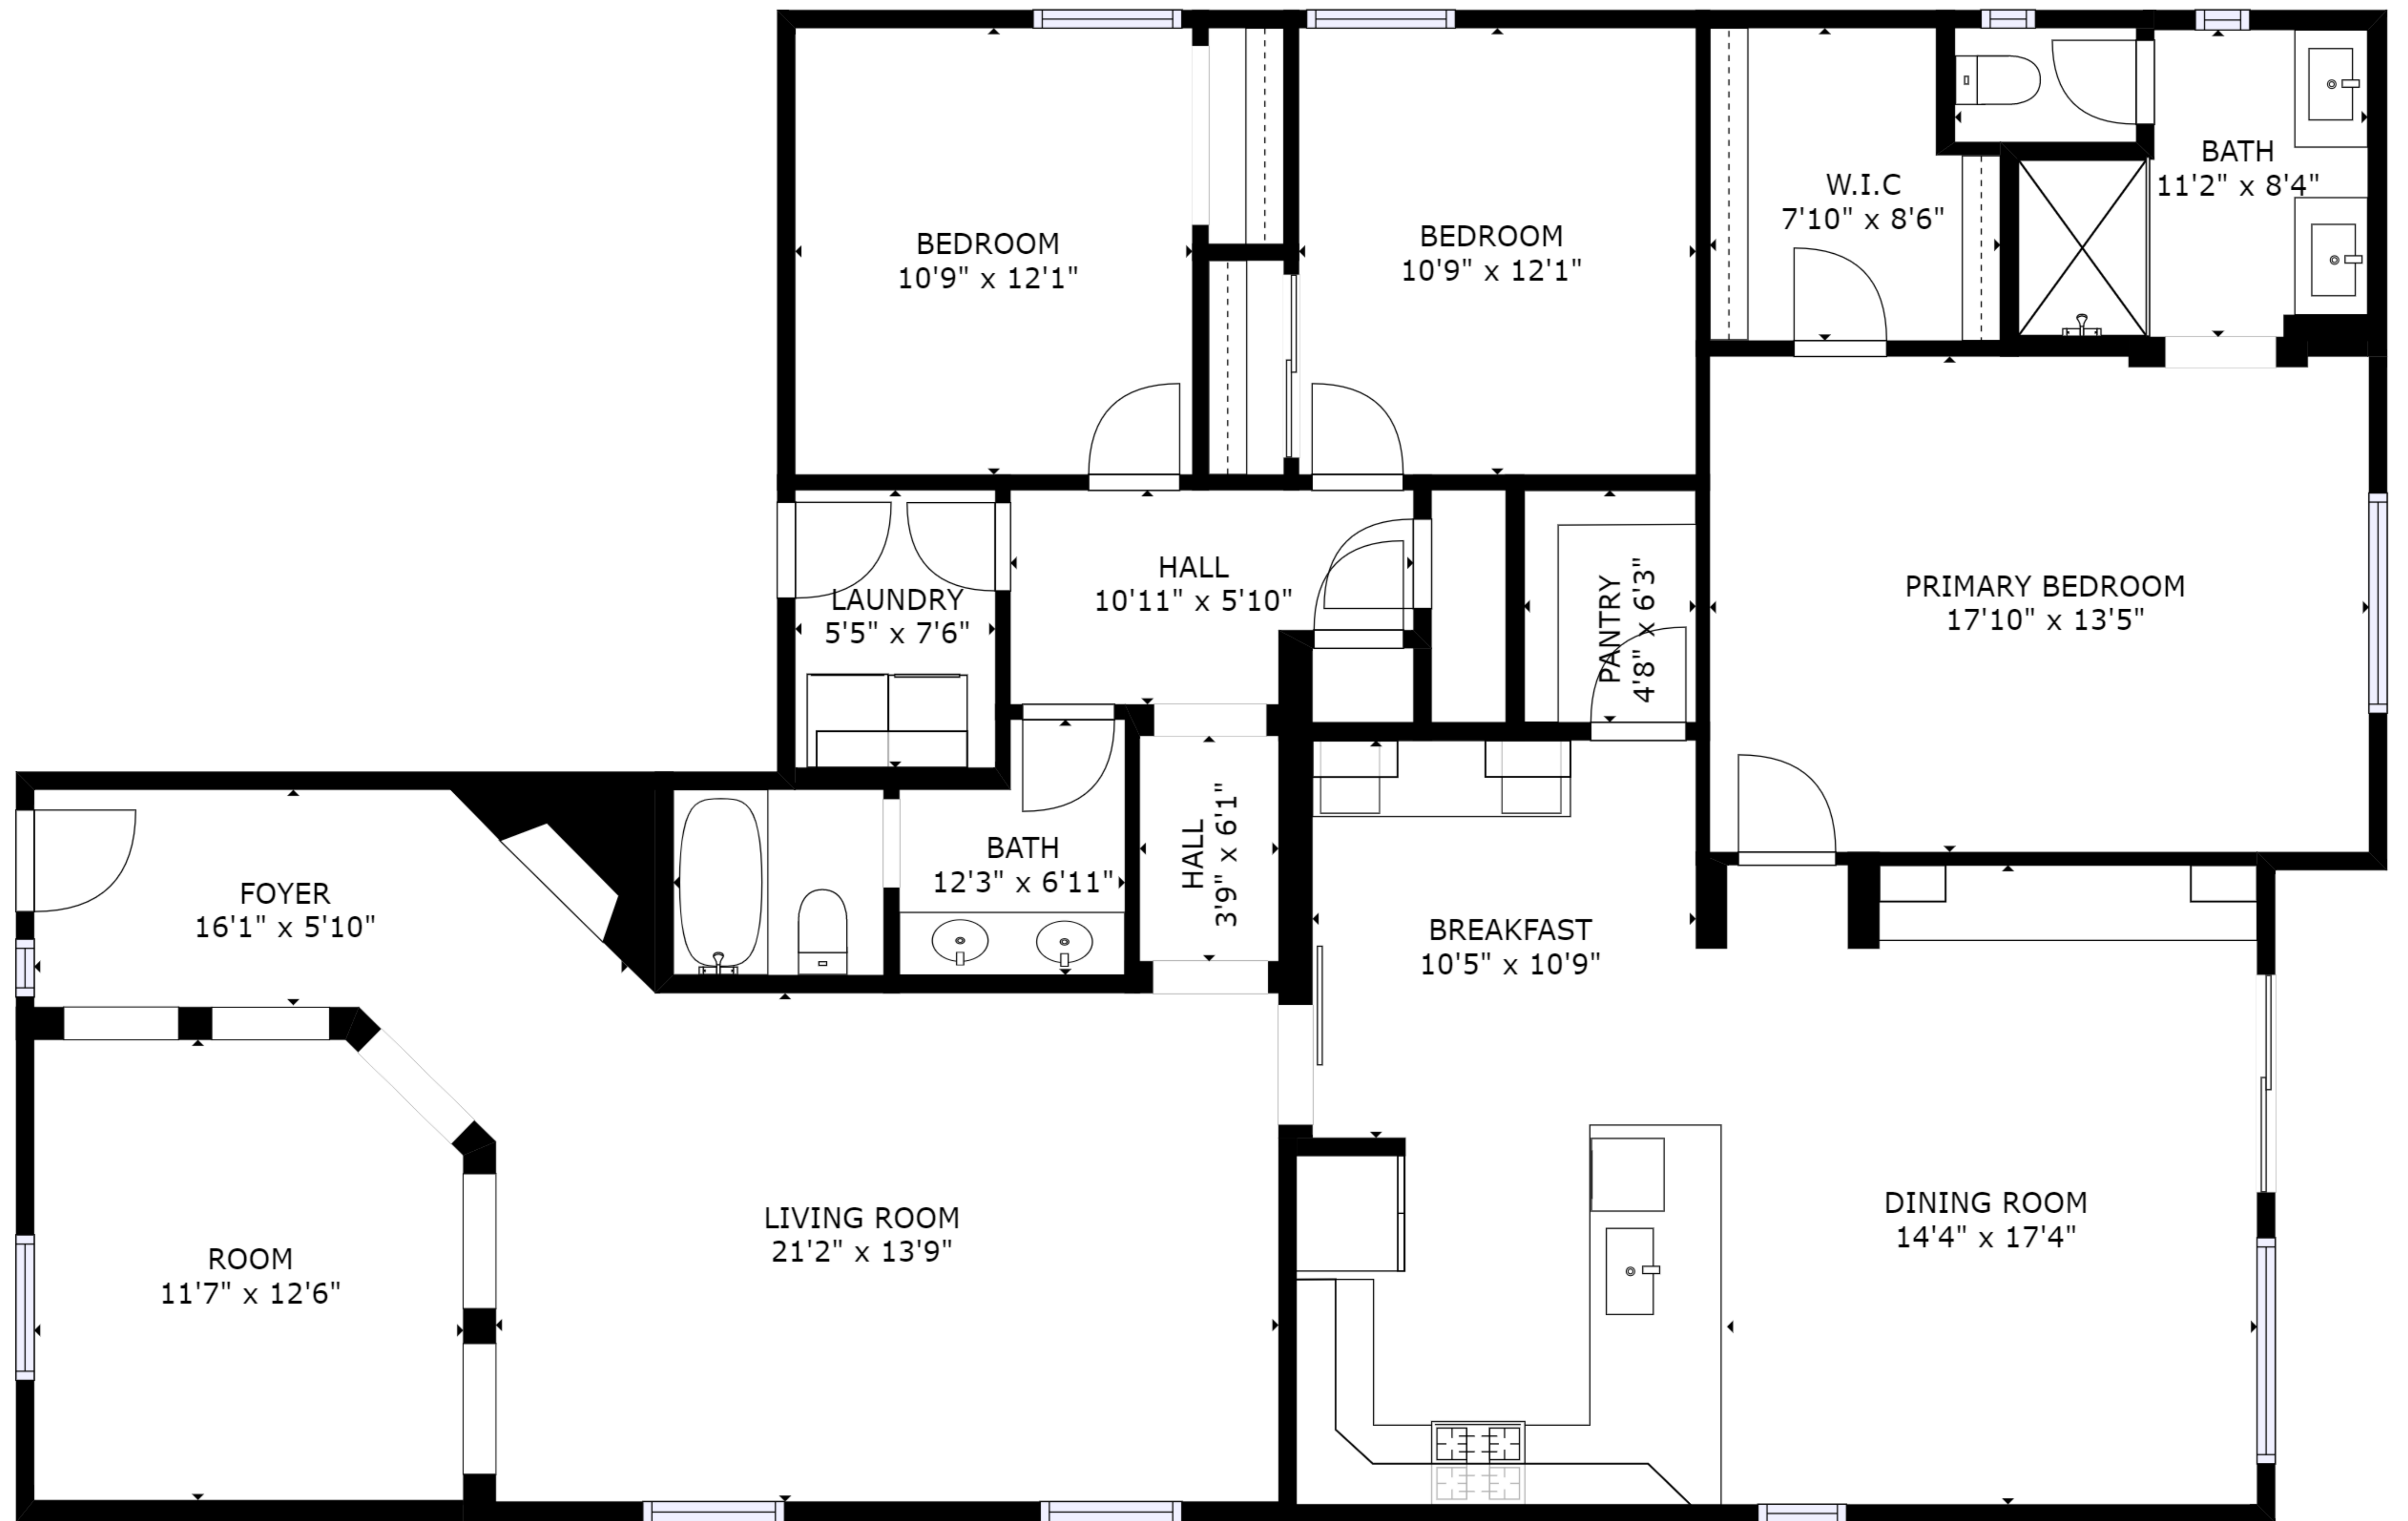 BEDROOM
10'9" x 12'1"
BEDROOM
10'9" x 12'1"
W.I.C
7'10" x 8'6"
BATH
11'2" x 8'4"
LAUNDRY
5'5" x 7'6"
HALL
10'11" x 5'10"
PANTRY
4'8" x 6'3"
PRIMARY BEDROOM
17'10" x 13'5"
FOYER
16'1" x 5'10"
BATH
12'3" x 6'11"
HALL
3'9" x 6'1"
BREAKFAST
10'5" x 10'9"
ROOM
11'7" x 12'6"
LIVING ROOM
21'2" x 13'9"
DINING ROOM
14'4" x 17'4"